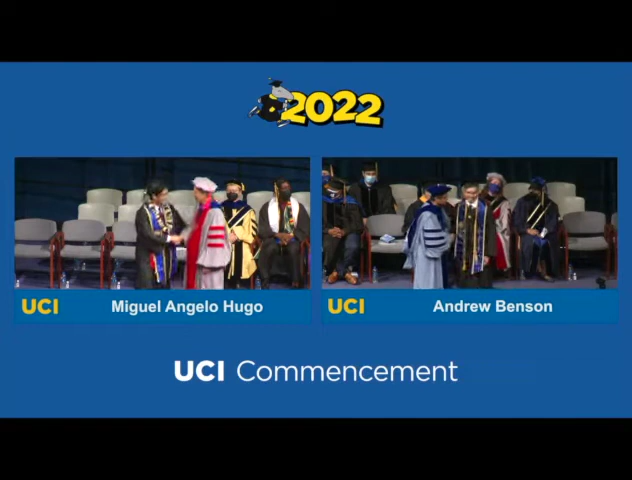 2022
UCI Miguel Angelo Hugo
UCI Andrew Benson
UCI Commencement